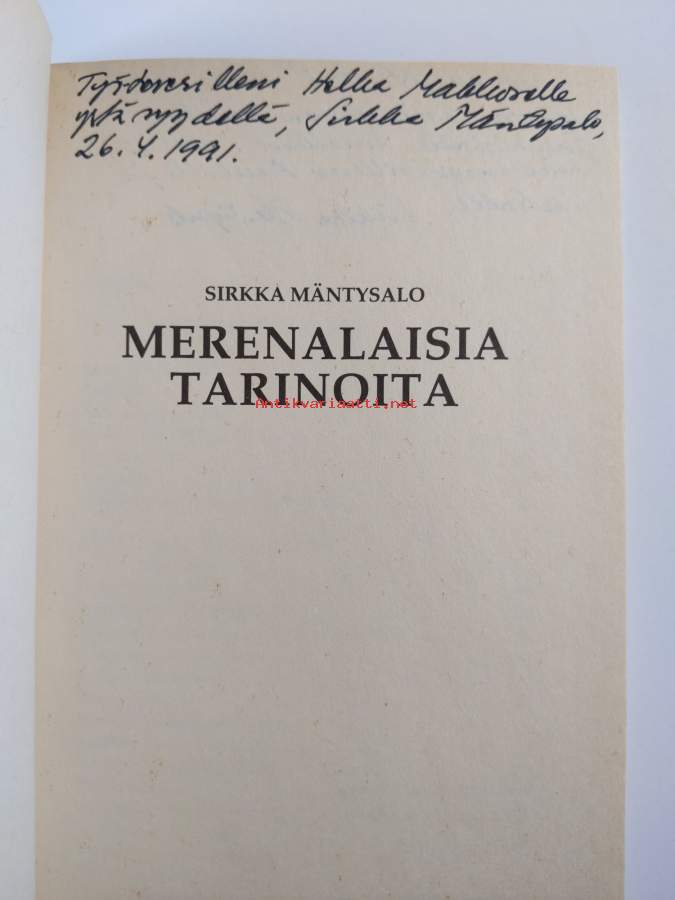 Työtoverilleni Helka Makkoselle
ystävyydellä, Sirkka Mäntysalo,
26.4.1991.
SIRKKA MÄNTYSALO
MERENALAISIA
TARINOITA
Antikvariaatti.net